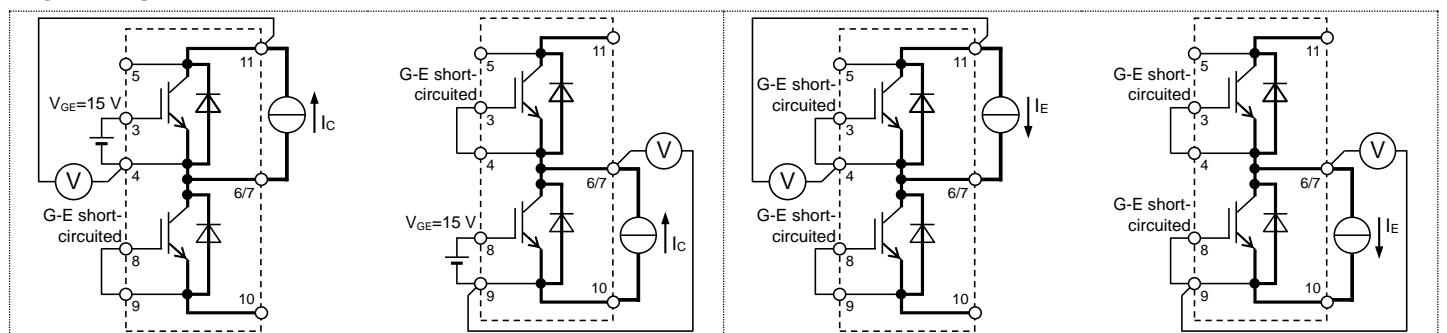 11
5
V_GE=15 V
3
I_C
V
4
6/7
G-E short-
circuited
8
10
9
11
5
G-E short-
circuited
3
V
4
6/7
V_GE=15 V
I_C
8
9
10
11
5
G-E short-
circuited
I_E
3
V
4
6/7
G-E short-
circuited
8
10
9
11
5
G-E short-
circuited
3
V
4
6/7
G-E short-
circuited
I_E
8
9
10